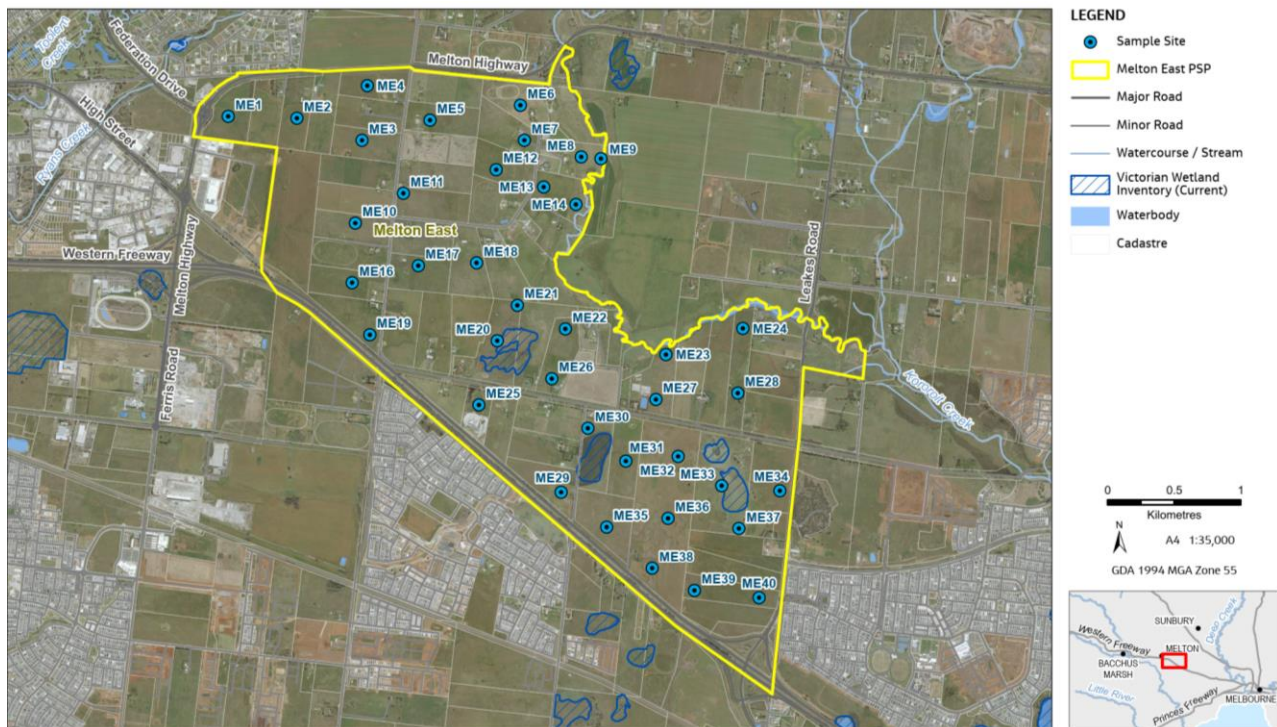 Toolern
Creek
Federation Drive
High Street
Ryans Creek
Melton Highway
Western Freeway
Melton Highway
Ferris Road
Leakes Road
Kororoit Creek
Melton East
ME1
ME2
ME3
ME4
ME5
ME6
ME7
ME8
ME9
ME12
ME13
ME14
ME11
ME10
ME16
ME17
ME18
ME19
ME20
ME21
ME22
ME23
ME24
ME25
ME26
ME27
ME28
ME29
ME30
ME31
ME32
ME33
ME34
ME35
ME36
ME37
ME38
ME39
ME40
LEGEND
Sample Site
Melton East PSP
Major Road
Minor Road
Watercourse / Stream
Victorian Wetland
Inventory (Current)
Waterbody
Cadastre
0 0.5 1
Kilometres
N
A4 1:35,000
GDA 1994 MGA Zone 55
SUNBURY
Deep Creek
Western Freeway
MELTON
BACCHUS
MARSH
Little River
Princes Freeway
MELBOURNE